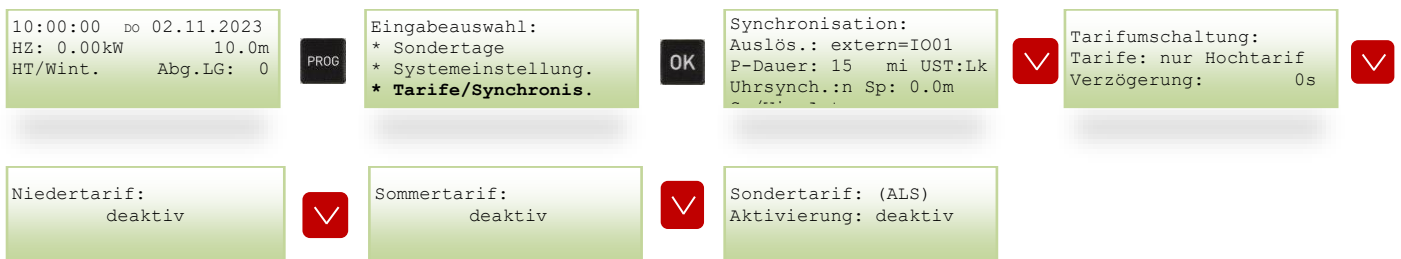 10:00:00 DO 02.11.2023
HZ: 0.00kW 10.0m
HT/Wint. Abg.LG: 0
PROG
Eingabeauswahl:
* Sondertage
* Systemeinstellung.
* Tarife/Synchronis.
OK
Synchronisation:
Auslös.: extern=IO01
P-Dauer: 15 mi UST:Lk
Uhrsynch.:n Sp: 0.0m
Tarifumschaltung:
Tarife: nur Hochtarif
Verzögerung: 0s
Niedertarif:
deaktiv
Sommertarif:
deaktiv
Sondertarif: (ALS)
Aktivierung: deaktiv